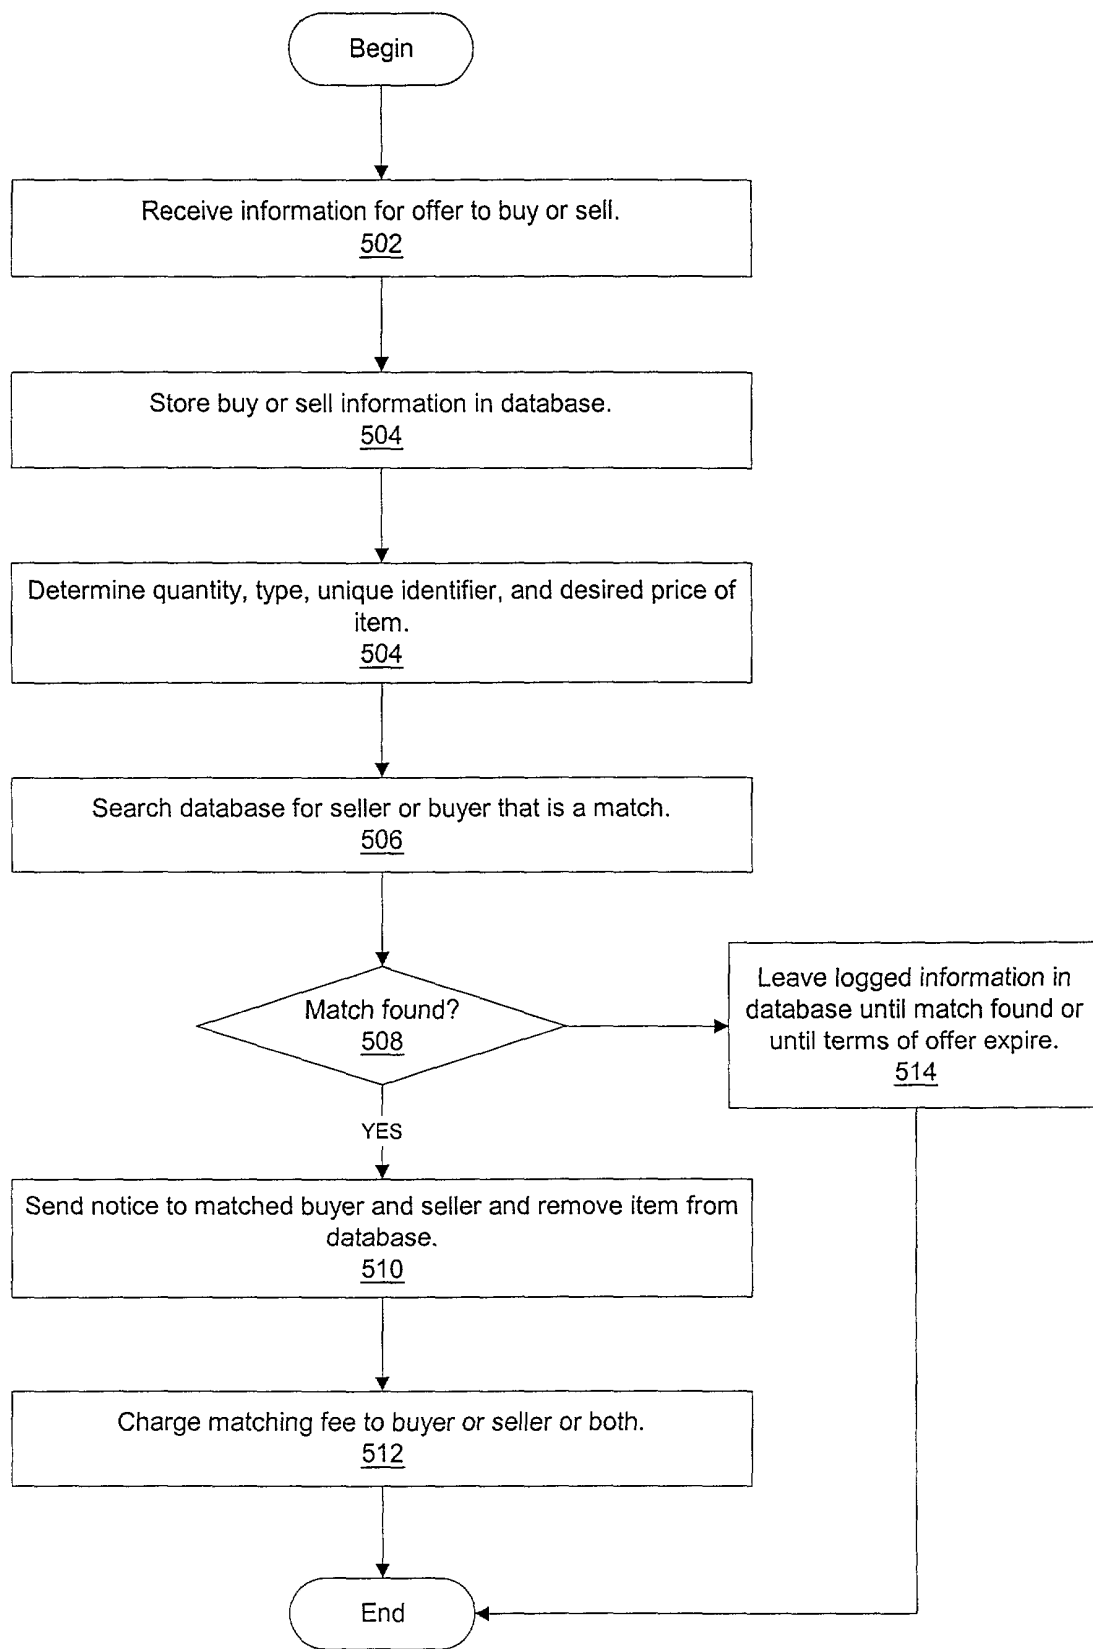 Begin
Receive information for offer to buy or sell.
502
Store buy or sell information in database.
504
Determine quantity, type, unique identifier, and desired price of
item.
504
Search database for seller or buyer that is a match.
506
Match found?
508
Leave logged information in
database until match found or
until terms of offer expire.
514
YES
Send notice to matched buyer and seller and remove item from
database.
510
Charge matching fee to buyer or seller or both.
512
End